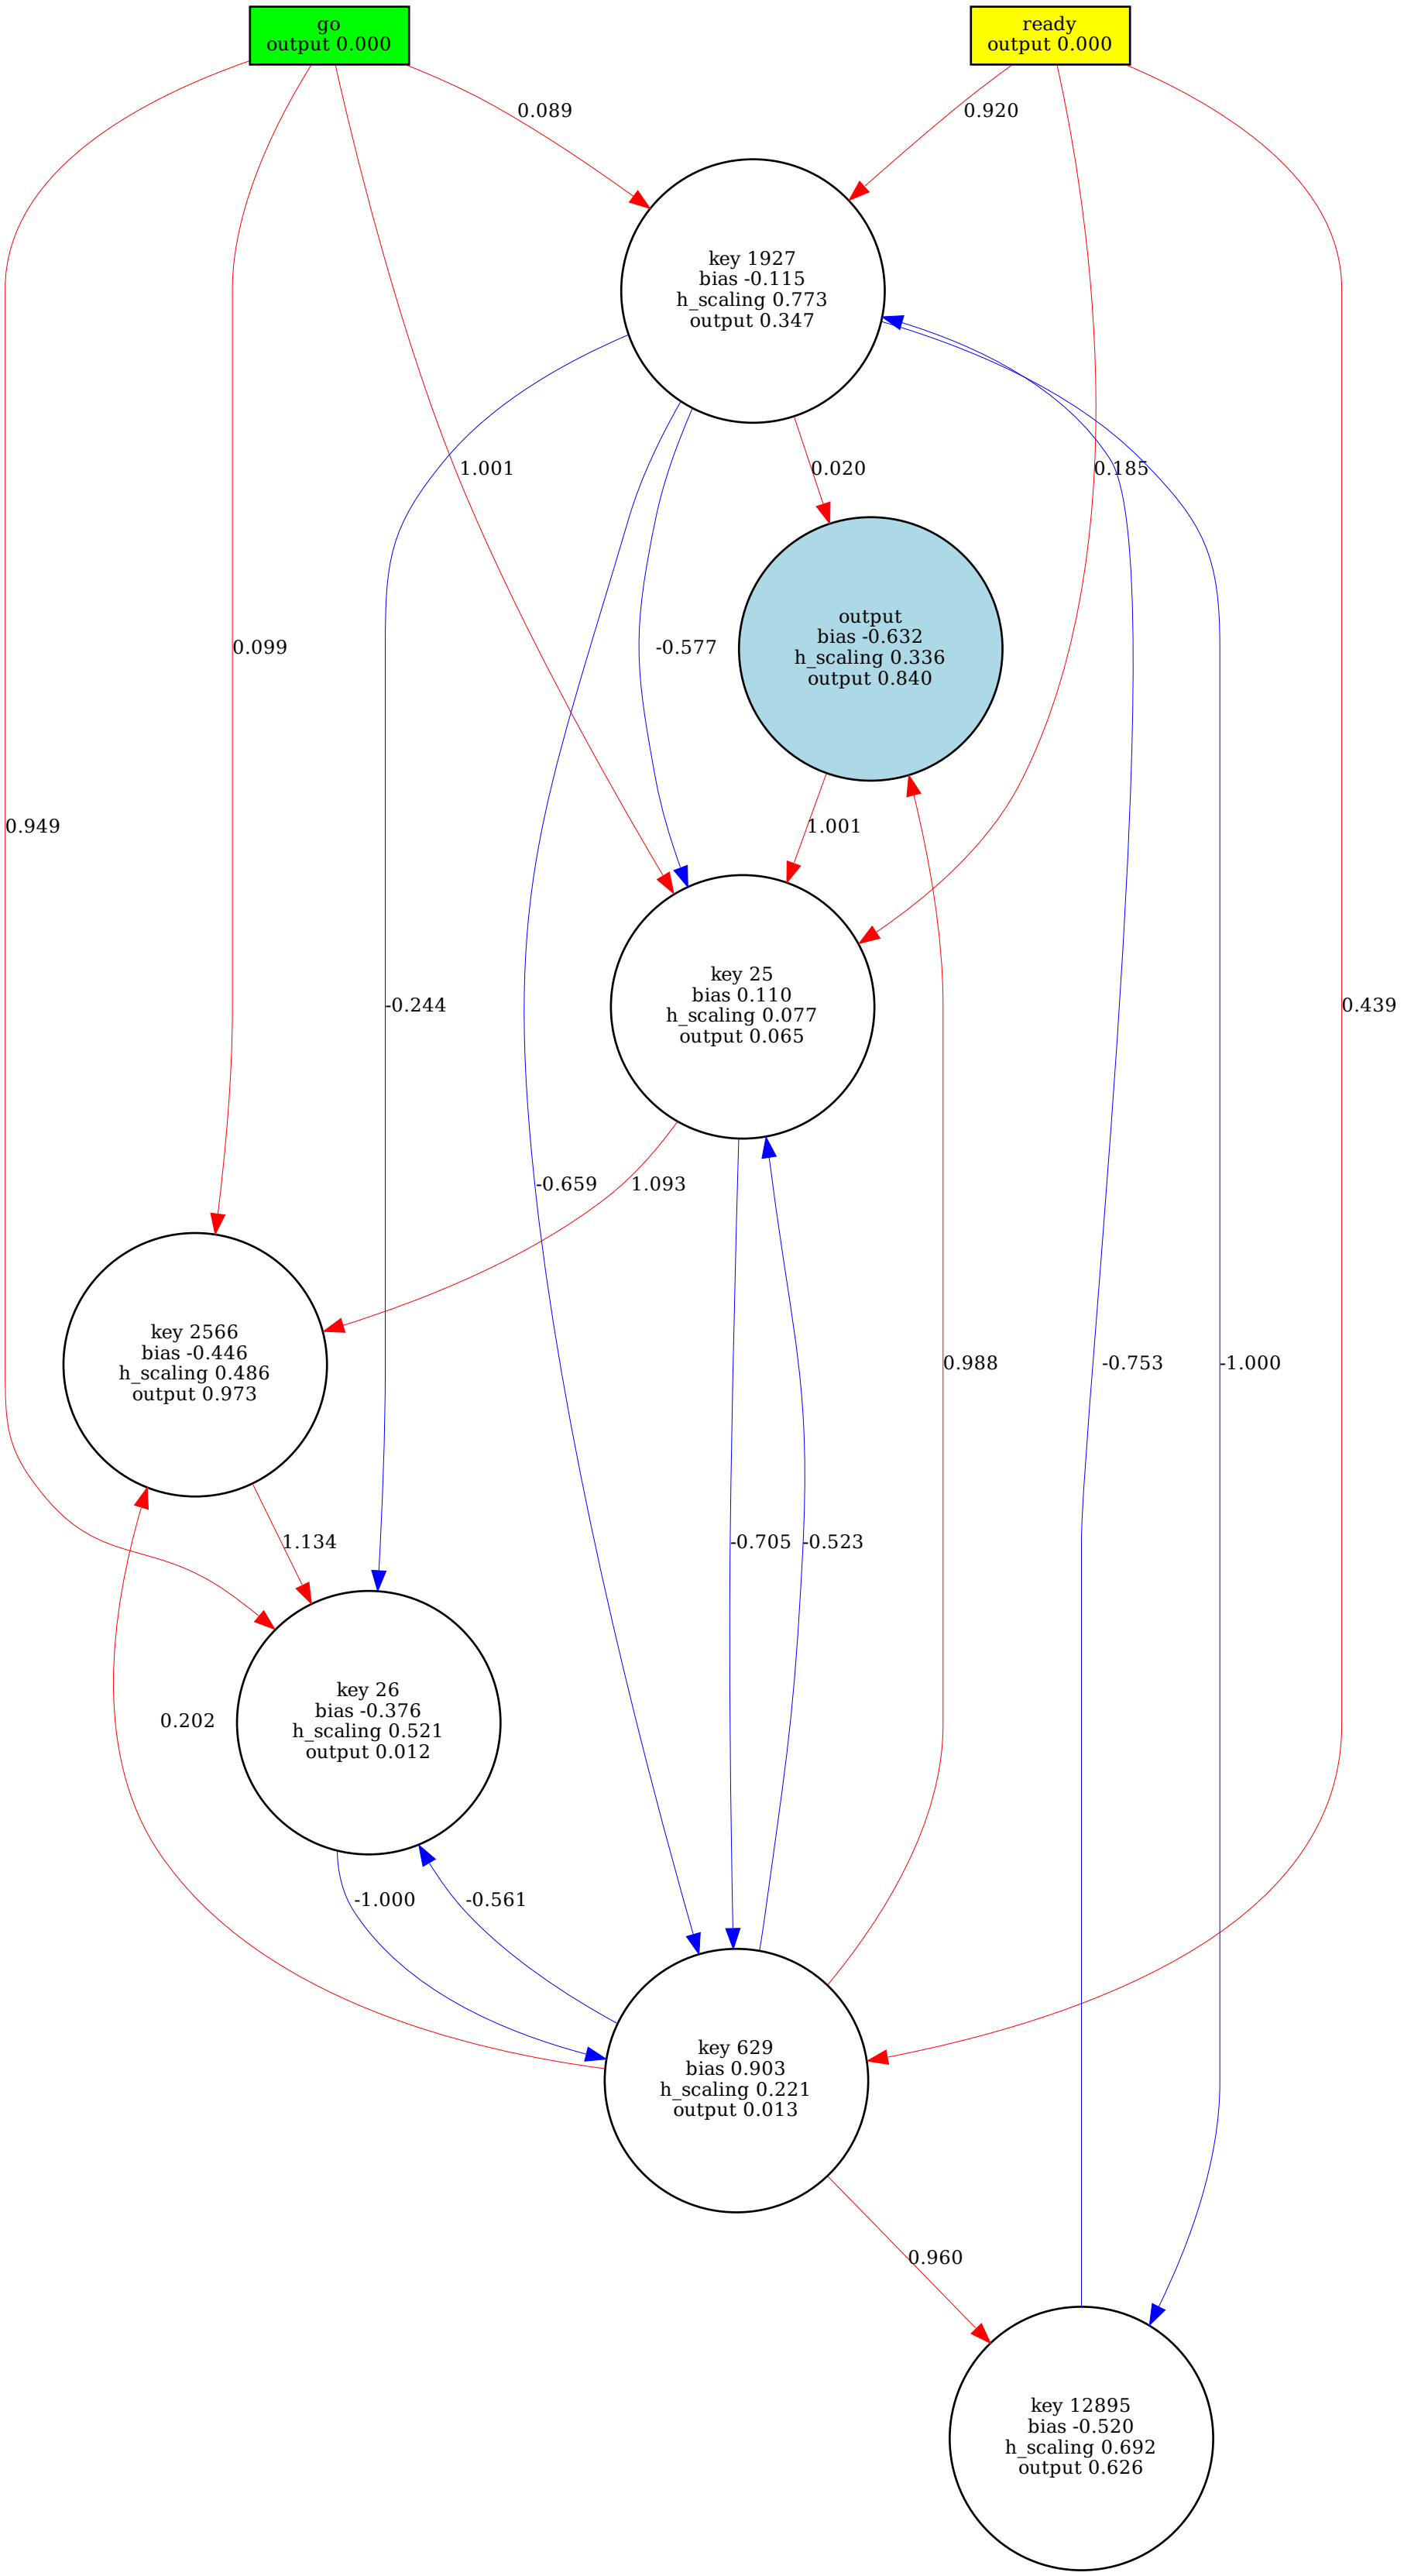 go
output 0.000
ready
output 0.000
0.089
0.920
key 1927
bias -0.115
h_scaling 0.773
output 0.347
1.001
0.020
0.185
output
bias -0.632
h_scaling 0.336
output 0.840
0.099
-0.577
0.949
1.001
key 25
bias 0.110
h_scaling 0.077
output 0.065
-0.244
0.439
-0.659
1.093
key 2566
bias -0.446
h_scaling 0.486
output 0.973
0.988
-0.753
-1.000
1.134
-0.705
-0.523
key 26
bias -0.376
h_scaling 0.521
output 0.012
0.202
-1.000
-0.561
key 629
bias 0.903
h_scaling 0.221
output 0.013
0.960
key 12895
bias -0.520
h_scaling 0.692
output 0.626